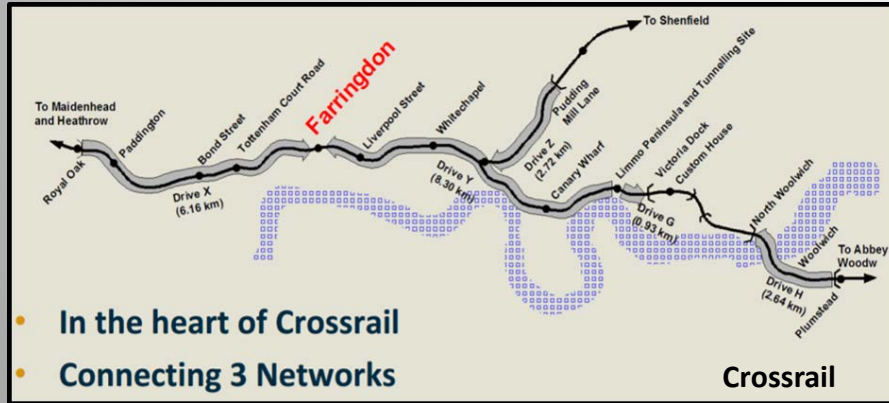 To Shenfield
To Maidenhead
and Heathrow
Royal Oak
Paddington
Bond Street
Tottenham Court Road
Drive X
(6.16 km)
Farringdon
Liverpool Street
Whitechapel
Drive Y
(8.30 km)
Drive Z
(2.72 km)
Pudding
Mill Lane
Canary Wharf
Limmo Peninsula and Tunnelling Site
Victoria Dock
Custom House
Drive G
(0.93 km)
North Woolwich
Woolwich
Drive H
(2.64 km)
Plumstead
To Abbey
Woodw
• In the heart of Crossrail
• Connecting 3 Networks
Crossrail